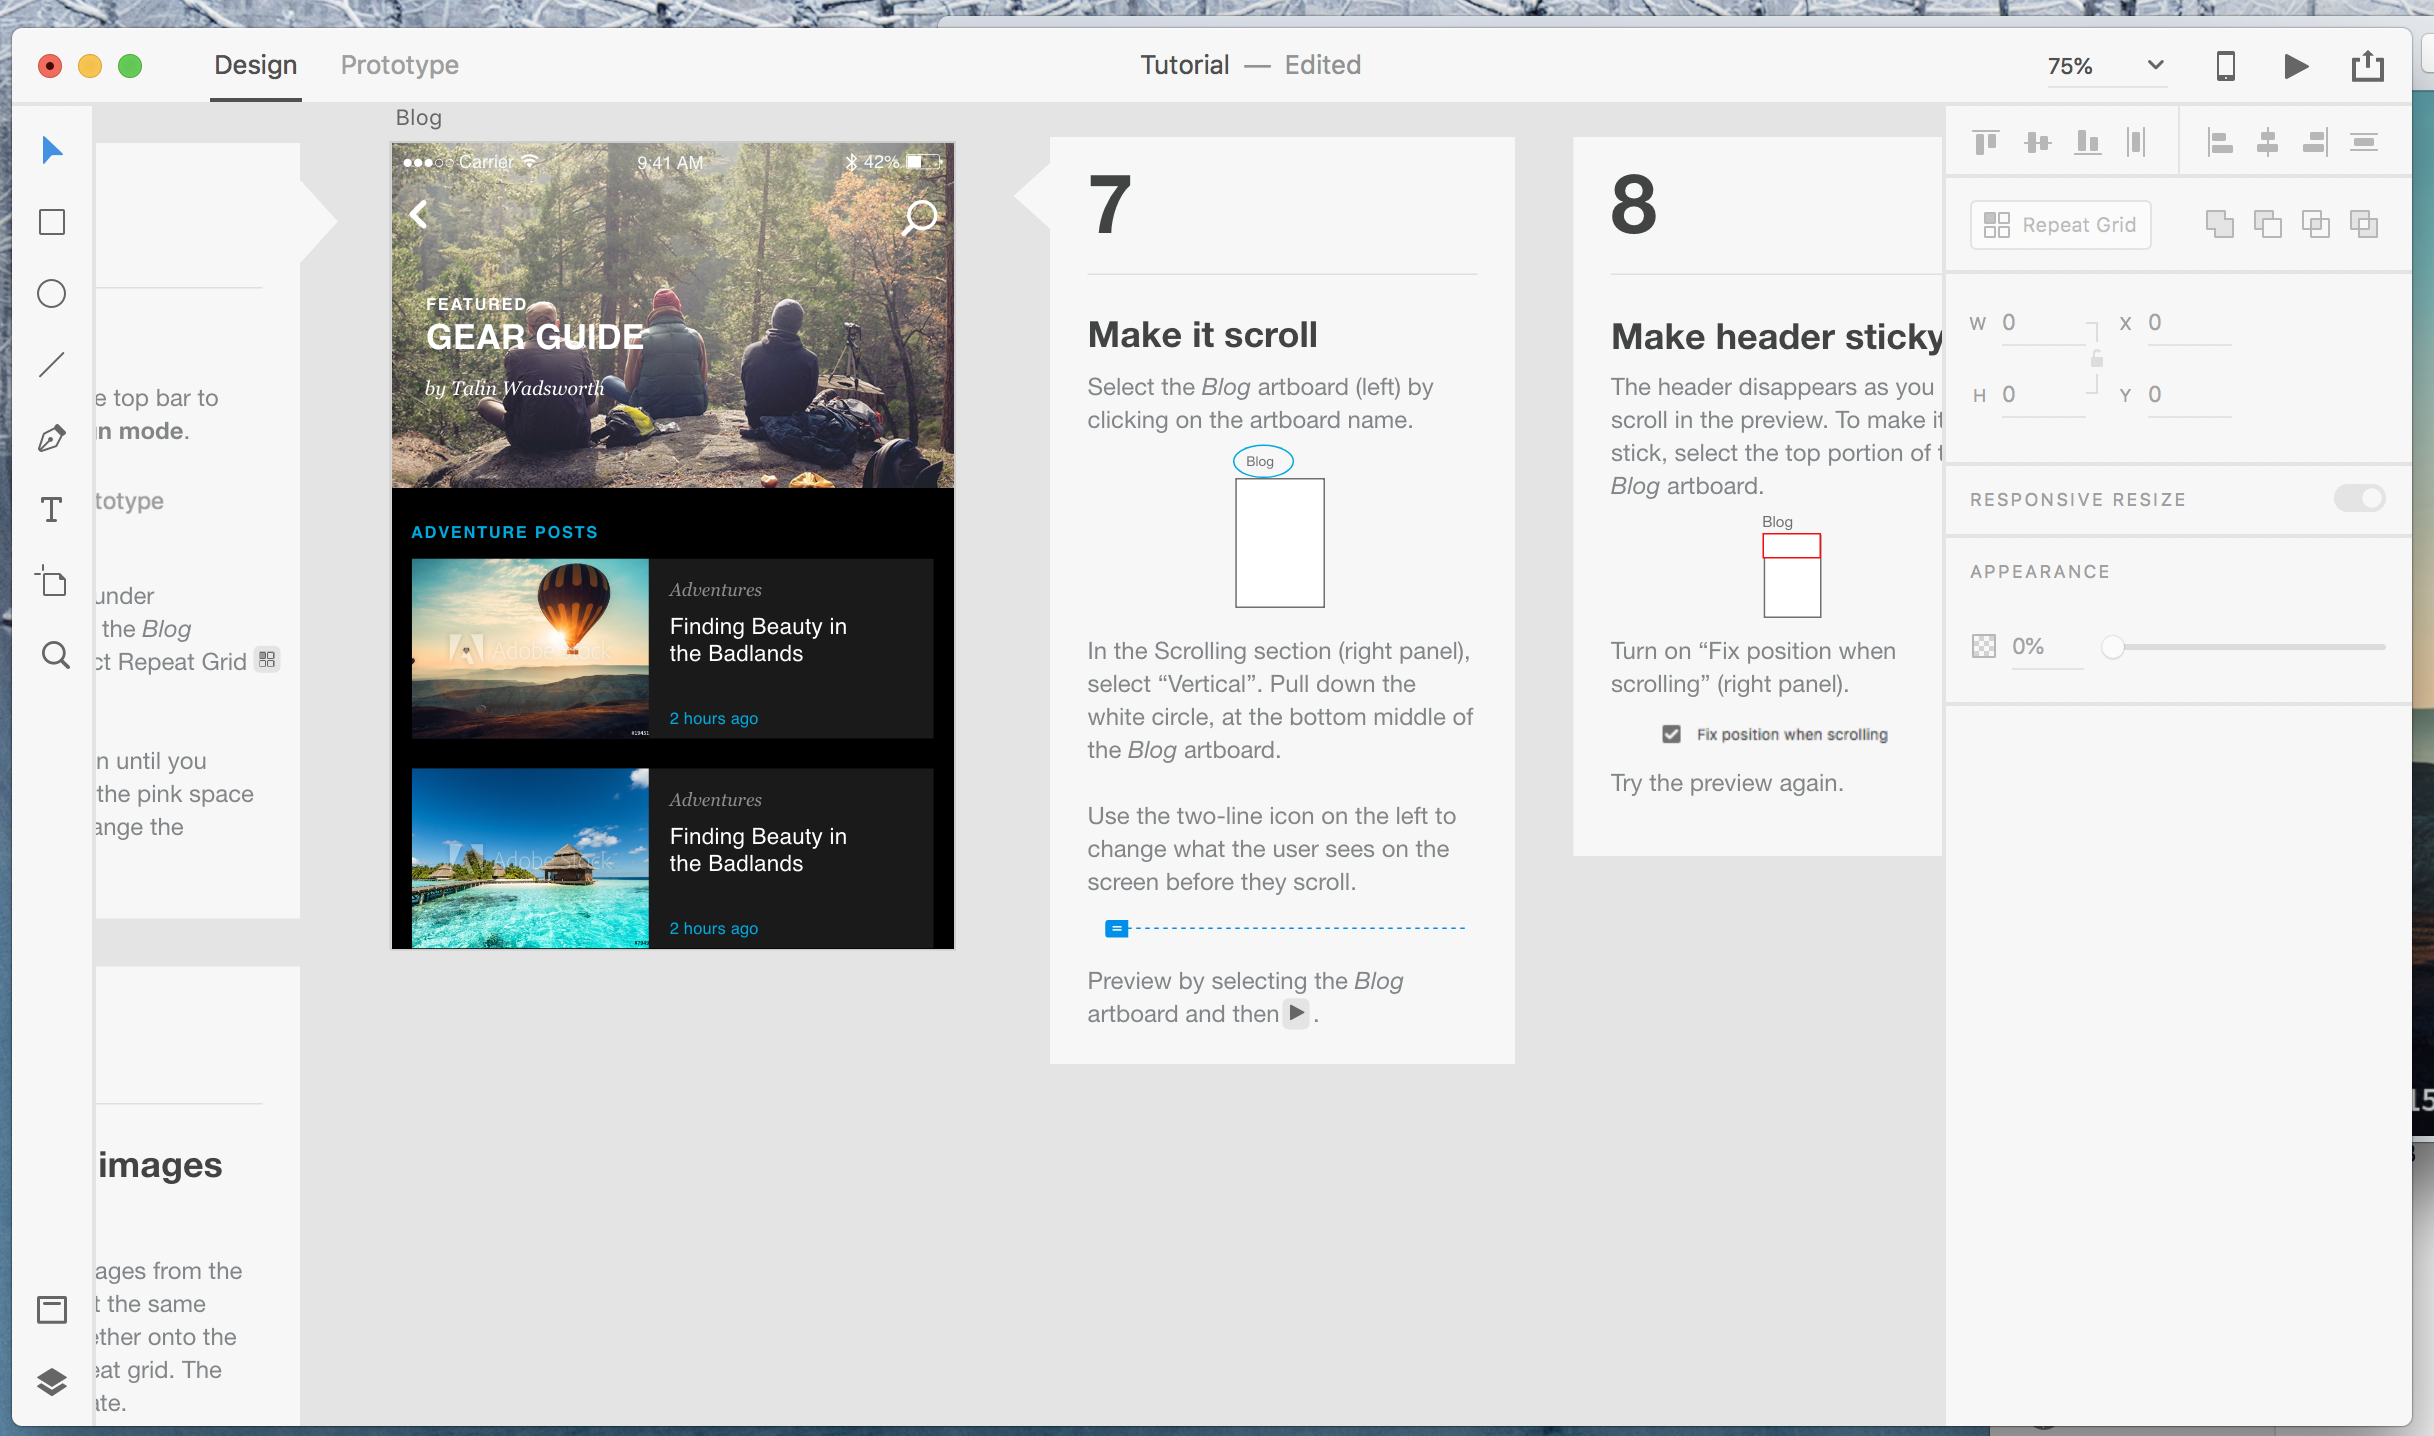 Design
Prototype
Tutorial — Edited
75%
Blog
Carrier
9:41 AM
42%
FEATURED
GEAR GUIDE
by Talin Wadsworth
ADVENTURE POSTS
Adobe Stock
Adventures
Finding Beauty in
the Badlands
2 hours ago
Adobe Stock
Adventures
Finding Beauty in
the Badlands
2 hours ago
e top bar to
n mode.
totype
under
the Blog
ct Repeat Grid
n until you
the pink space
ange the
images
ages from the
t the same
ether onto the
eat grid. The
ate.
7
Make it scroll
Select the Blog artboard (left) by
clicking on the artboard name.
Blog
In the Scrolling section (right panel),
select “Vertical”. Pull down the
white circle, at the bottom middle of
the Blog artboard.
Use the two-line icon on the left to
change what the user sees on the
screen before they scroll.
Preview by selecting the Blog
artboard and then .
8
Make header sticky
The header disappears as you
scroll in the preview. To make it
stick, select the top portion of t
Blog artboard.
Blog
Turn on “Fix position when
scrolling” (right panel).
Fix position when scrolling
Try the preview again.
Repeat Grid
W 0 X 0
H 0 Y 0
RESPONSIVE RESIZE
APPEARANCE
0%
15